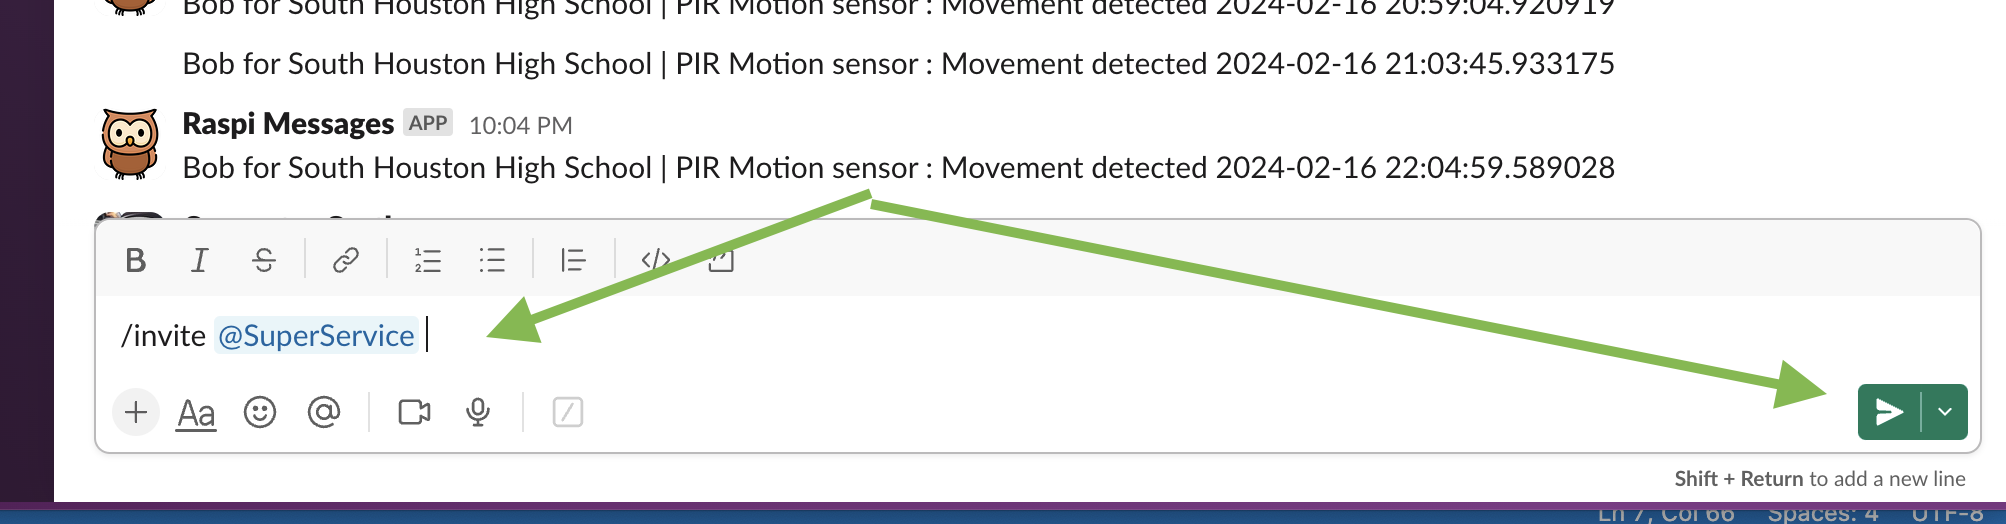 Bob for South Houston High School | PIR Motion sensor : Movement detected 2024-02-16 20:59:04.920919
Bob for South Houston High School | PIR Motion sensor : Movement detected 2024-02-16 21:03:45.933175
Raspi Messages APP 10:04 PM
Bob for South Houston High School | PIR Motion sensor : Movement detected 2024-02-16 22:04:59.589028
B I S
/invite @SuperService
Aa
Shift + Return to add a new line
Ln 7, Col 66 Spaces: 4 UTF-8